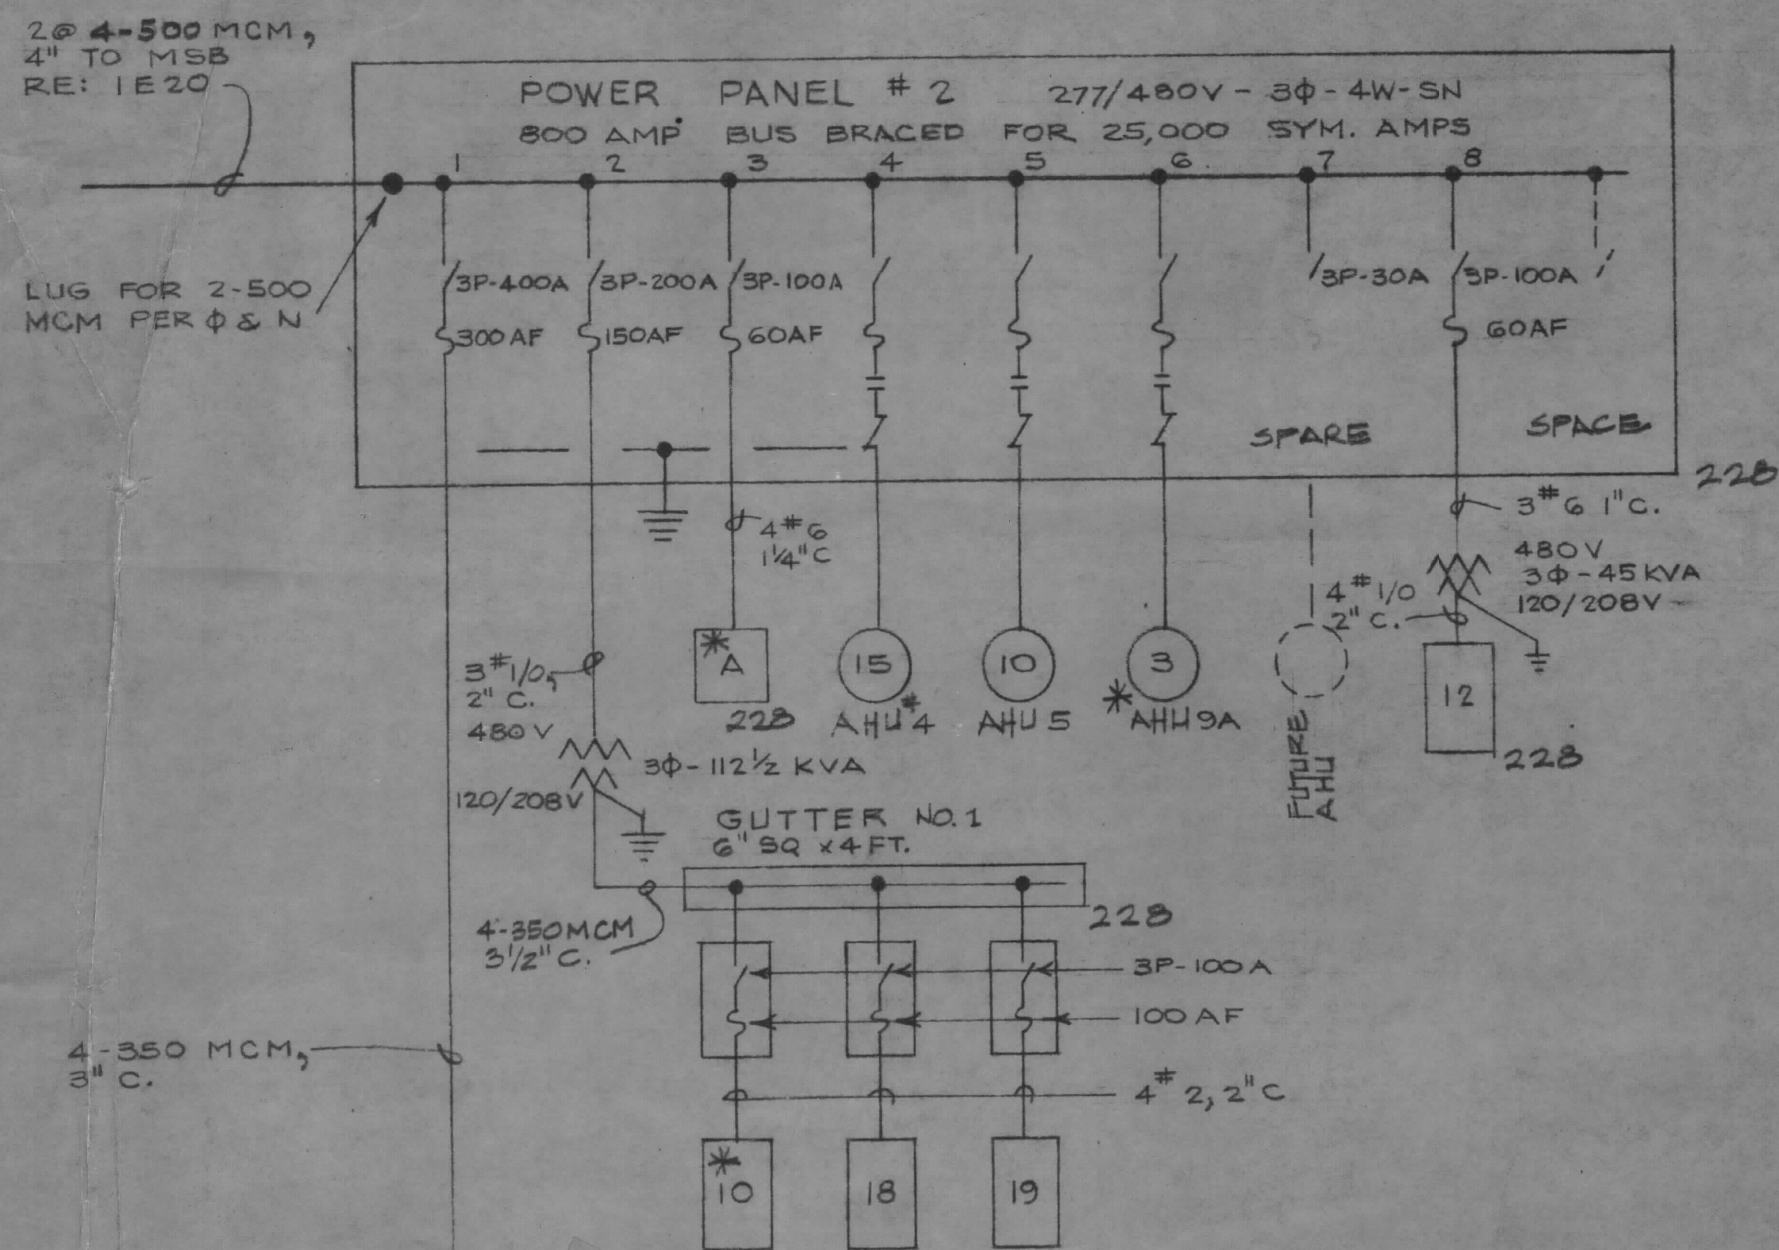 2@ 4-500 MCM,
4" TO MSB
RE: 1E20
POWER PANEL # 2 277/480V - 3Φ - 4W - SN
800 AMP BUS BRACED FOR 25,000 SYM. AMPS
1 2 3 4 5 6 7 8
LUG FOR 2-500
MCM PER Φ & N
3P-400A 3P-200A 3P-100A 3P-30A 3P-100A
300 AF 150AF 60AF 60AF
SPARE SPACE
228
4#6
1¼" C
3#6 1" C.
480V
3Φ-45 KVA
120/208V
4#1/0
2" C.
3#1/0,
2" C.
*A
228
15
AHU#4
10
AHU 5
3
*AHU 9A
FUTURE
AHU
12
228
480V
3Φ-112½ KVA
120/208V
GUTTER NO. 1
6" SQ x 4 FT.
228
4-350MCM
3½" C.
3P-100A
100 AF
4-350 MCM,
3" C.
4#2, 2" C
*10 18 19